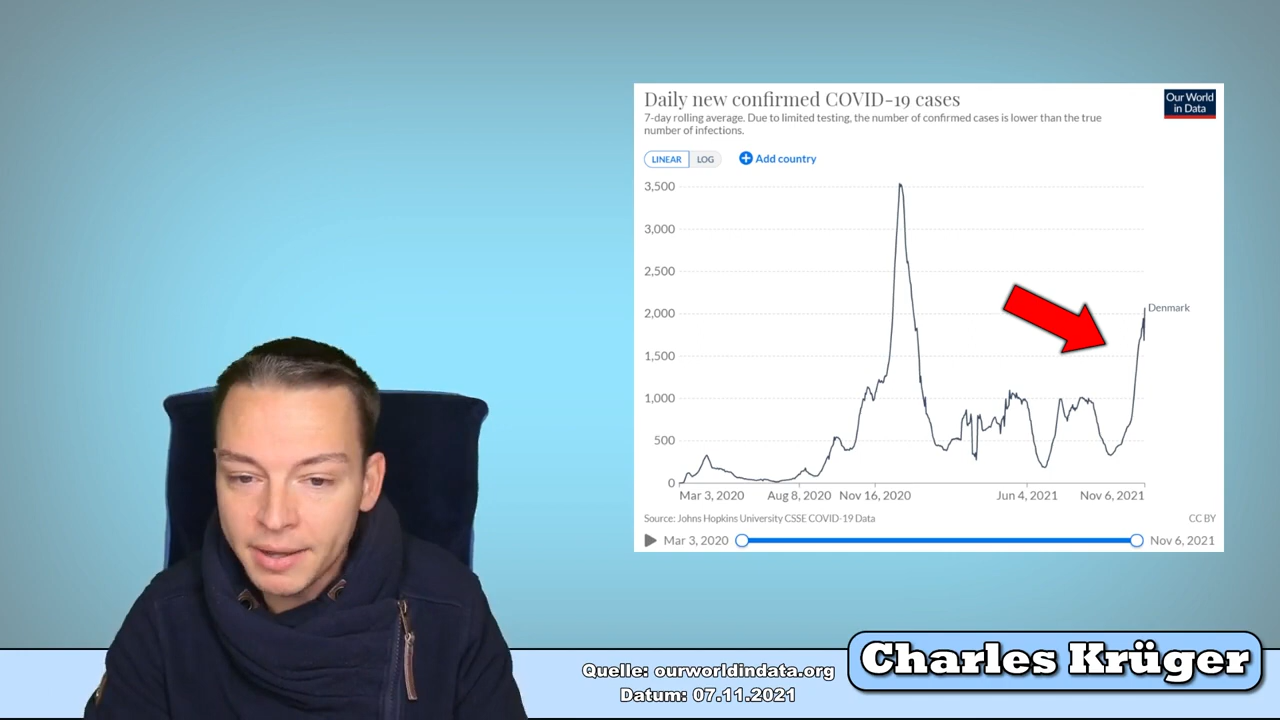 Daily new confirmed COVID-19 cases
Our World
in Data
7-day rolling average. Due to limited testing, the number of confirmed cases is lower than the true
number of infections.
LINEAR LOG
Add country
3,500
3,000
2,500
2,000
1,500
1,000
500
0
Denmark
Mar 3, 2020 Aug 8, 2020 Nov 16, 2020 Jun 4, 2021 Nov 6, 2021
Source: Johns Hopkins University CSSE COVID-19 Data CC BY
Mar 3, 2020 Nov 6, 2021
Quelle: ourworldindata.org
Datum: 07.11.2021
Charles Krüger